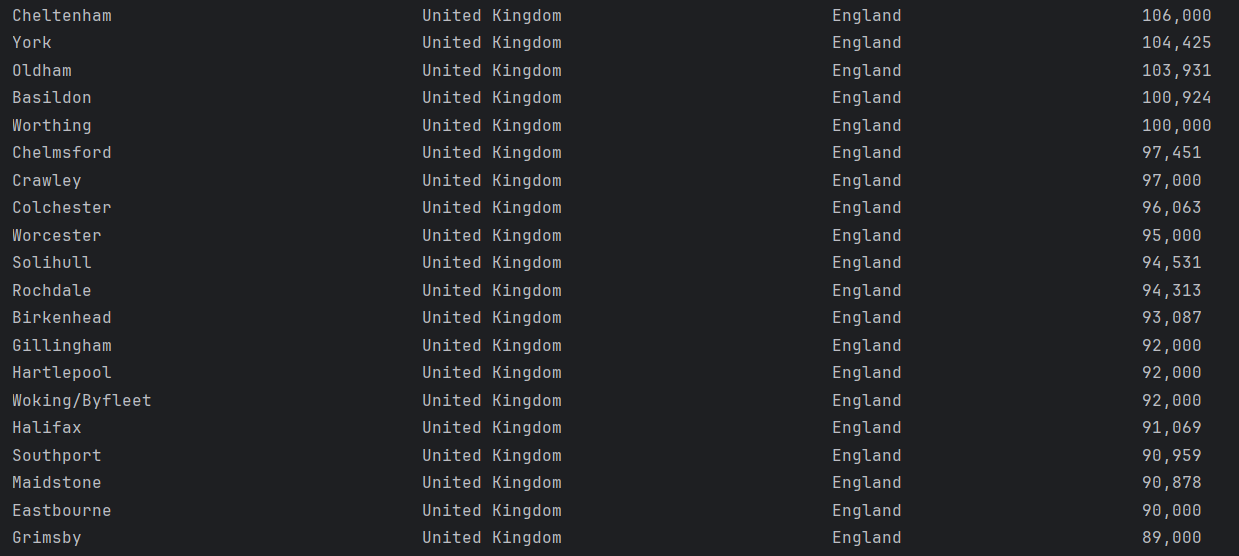 Cheltenham United Kingdom England 106,000
York United Kingdom England 104,425
Oldham United Kingdom England 103,931
Basildon United Kingdom England 100,924
Worthing United Kingdom England 100,000
Chelmsford United Kingdom England 97,451
Crawley United Kingdom England 97,000
Colchester United Kingdom England 96,063
Worcester United Kingdom England 95,000
Solihull United Kingdom England 94,531
Rochdale United Kingdom England 94,313
Birkenhead United Kingdom England 93,087
Gillingham United Kingdom England 92,000
Hartlepool United Kingdom England 92,000
Woking/Byfleet United Kingdom England 92,000
Halifax United Kingdom England 91,069
Southport United Kingdom England 90,959
Maidstone United Kingdom England 90,878
Eastbourne United Kingdom England 90,000
Grimsby United Kingdom England 89,000